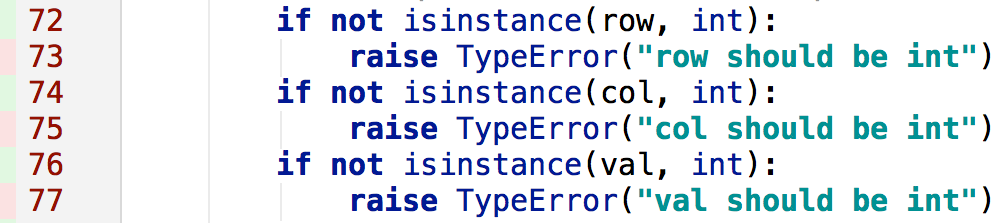 72 if not isinstance(row, int):
73 raise TypeError("row should be int")
74 if not isinstance(col, int):
75 raise TypeError("col should be int")
76 if not isinstance(val, int):
77 raise TypeError("val should be int")